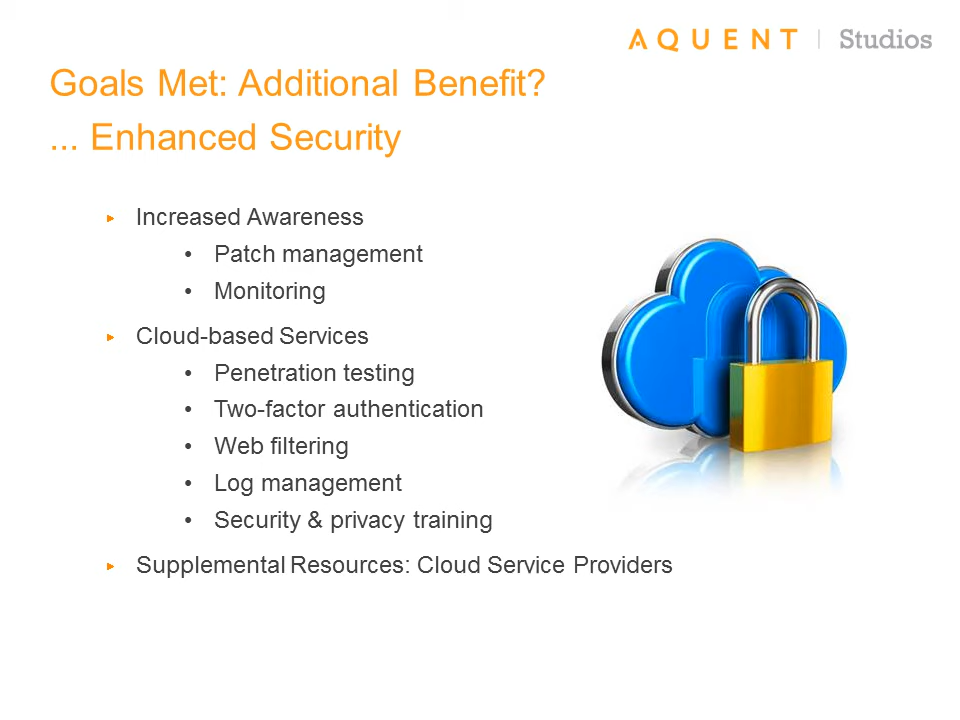 AQUENT | Studios
Goals Met: Additional Benefit?
... Enhanced Security
Increased Awareness
• Patch management
• Monitoring
Cloud-based Services
• Penetration testing
• Two-factor authentication
• Web filtering
• Log management
• Security & privacy training
Supplemental Resources: Cloud Service Providers